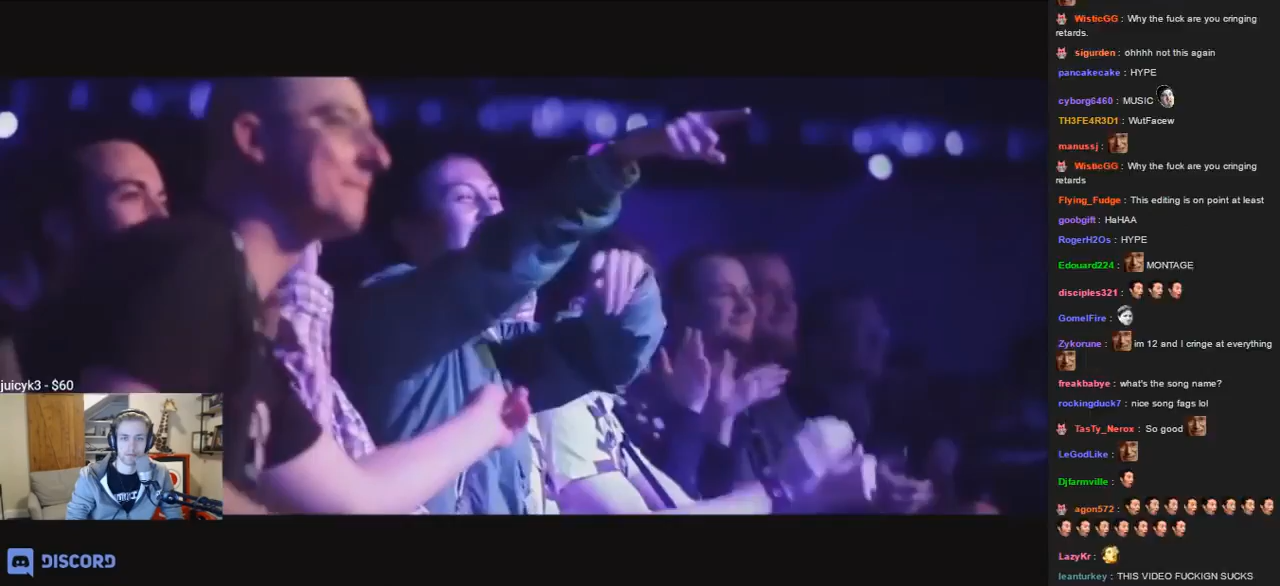 WisticGG : Why the fuck are you cringing
retards.
sigurden : ohhhh not this again
pancakecake : HYPE
cyborg6460 : MUSIC
TH3FE4R3D1 : WutFacew
manussj :
WisticGG : Why the fuck are you cringing
retards
Flying_Fudge : This editing is on point at least
goobgift : HaHAA
RogerH2Os : HYPE
Edouard224 : MONTAGE
disciples321 :
GomelFire :
Zykorune : im 12 and I cringe at everything
freakbabye : what's the song name?
rockingduck7 : nice song fags lol
TasTy_Nerox : So good
LeGodLike :
Djfarmville :
agon572 :
LazyKr :
leanturkey : THIS VIDEO FUCKIGN SUCKS
juicyk3 - $60
DISCORD